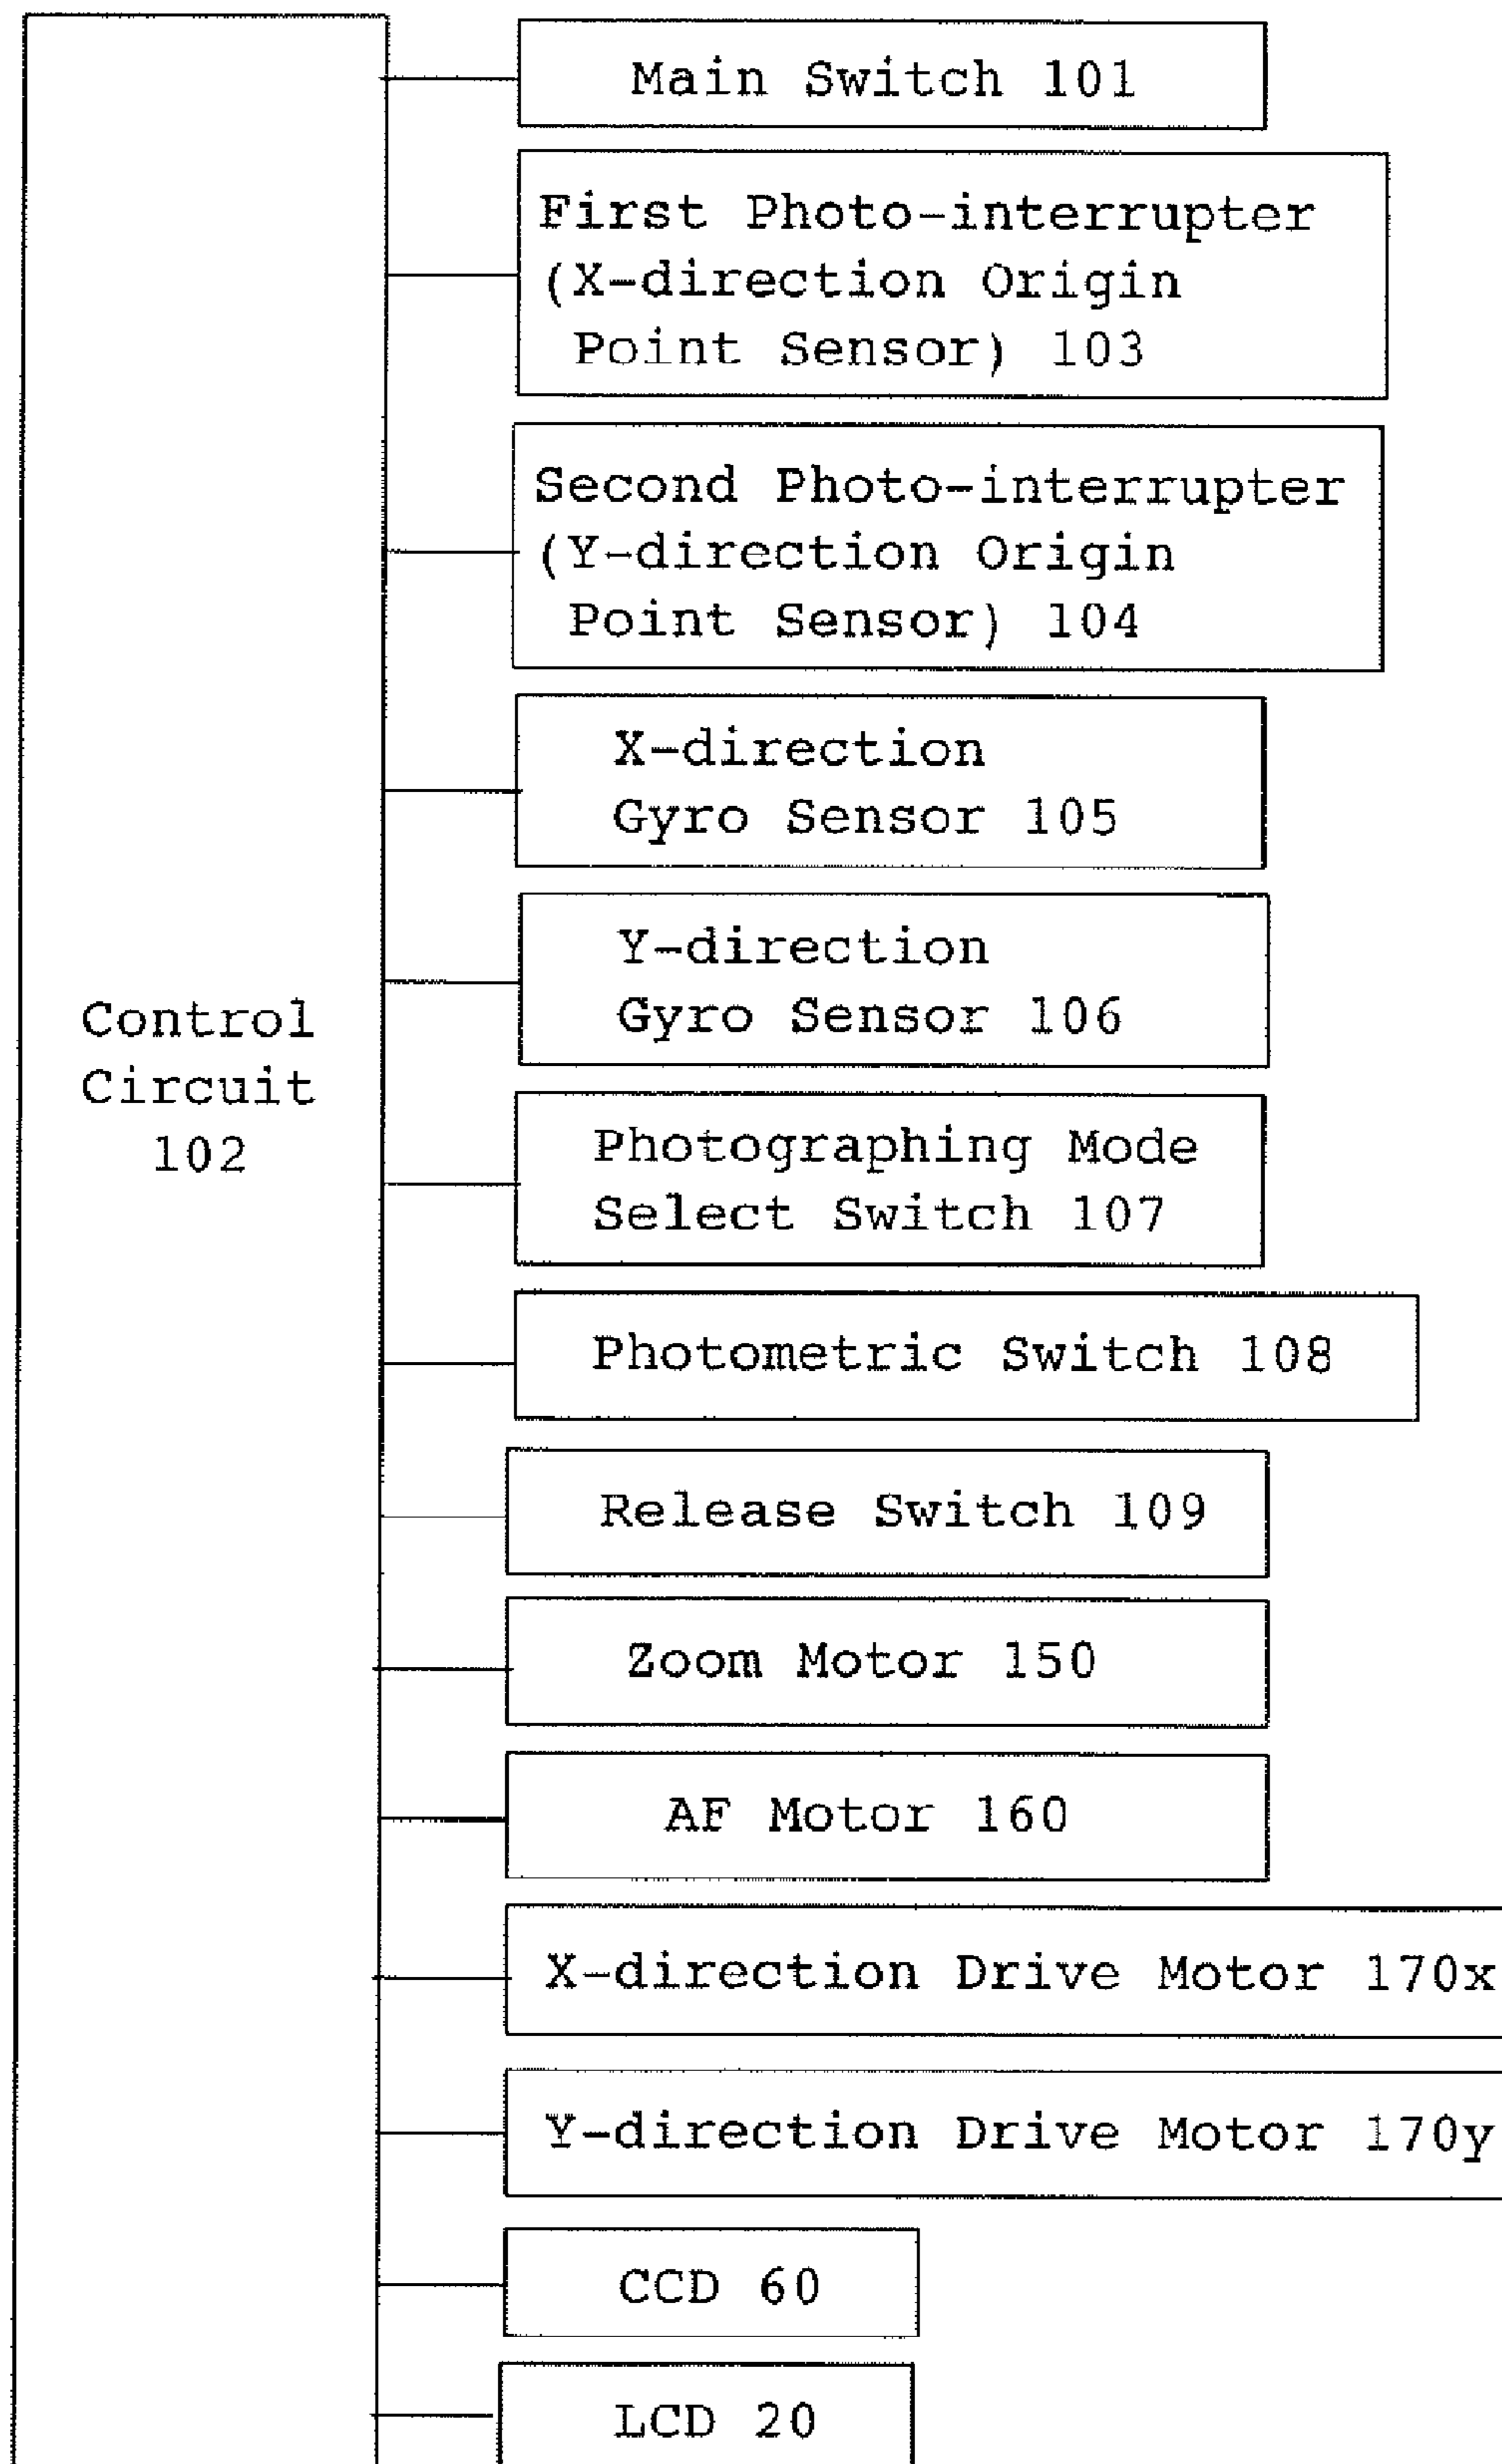 Main Switch 101
First Photo-interrupter
(X-direction Origin
Point Sensor) 103
Second Photo-interrupter
(Y-direction Origin
Point Sensor) 104
X-direction
Gyro Sensor 105
Y-direction
Gyro Sensor 106
Control
Circuit
102
Photographing Mode
Select Switch 107
Photometric Switch 108
Release Switch 109
Zoom Motor 150
AF Motor 160
X-direction Drive Motor 170x
Y-direction Drive Motor 170y
CCD 60
LCD 20